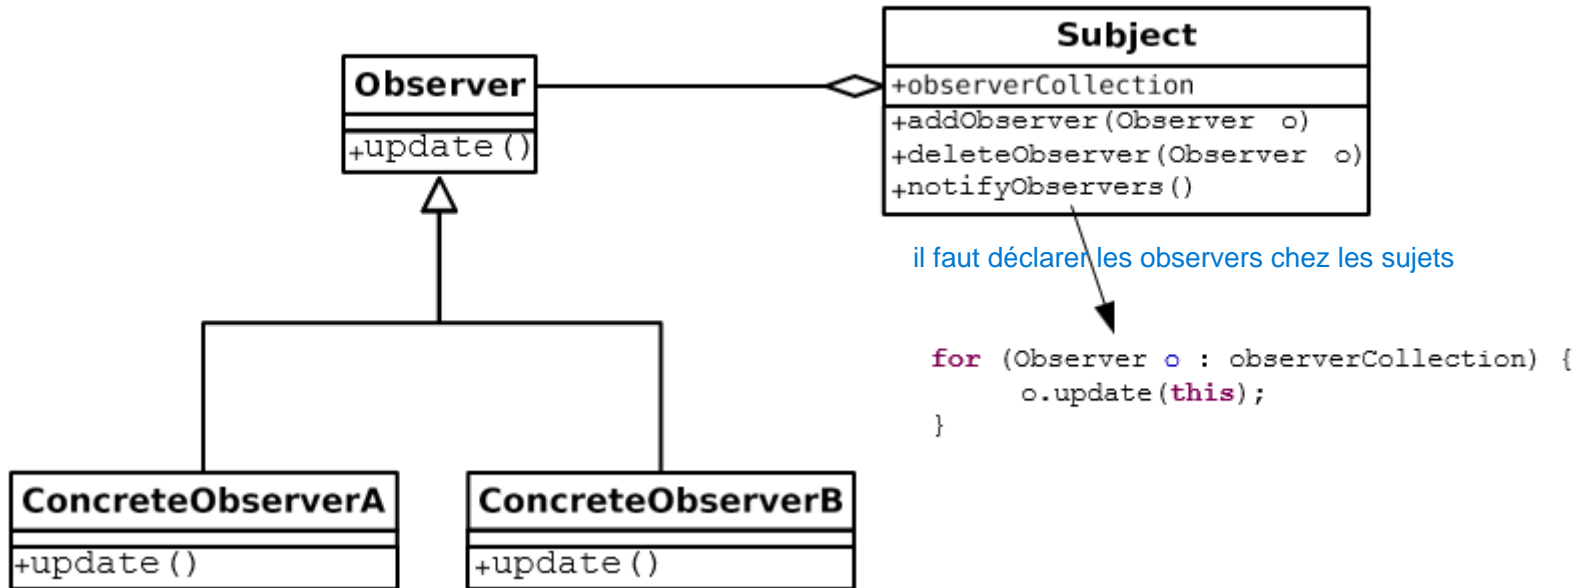 Subject
+observerCollection
+addObserver(Observer o)
+deleteObserver(Observer o)
+notifyObservers()
Observer
+update()
il faut déclarer les observers chez les sujets
for (Observer o : observerCollection) {
o.update(this);
}
ConcreteObserverA
+update()
ConcreteObserverB
+update()